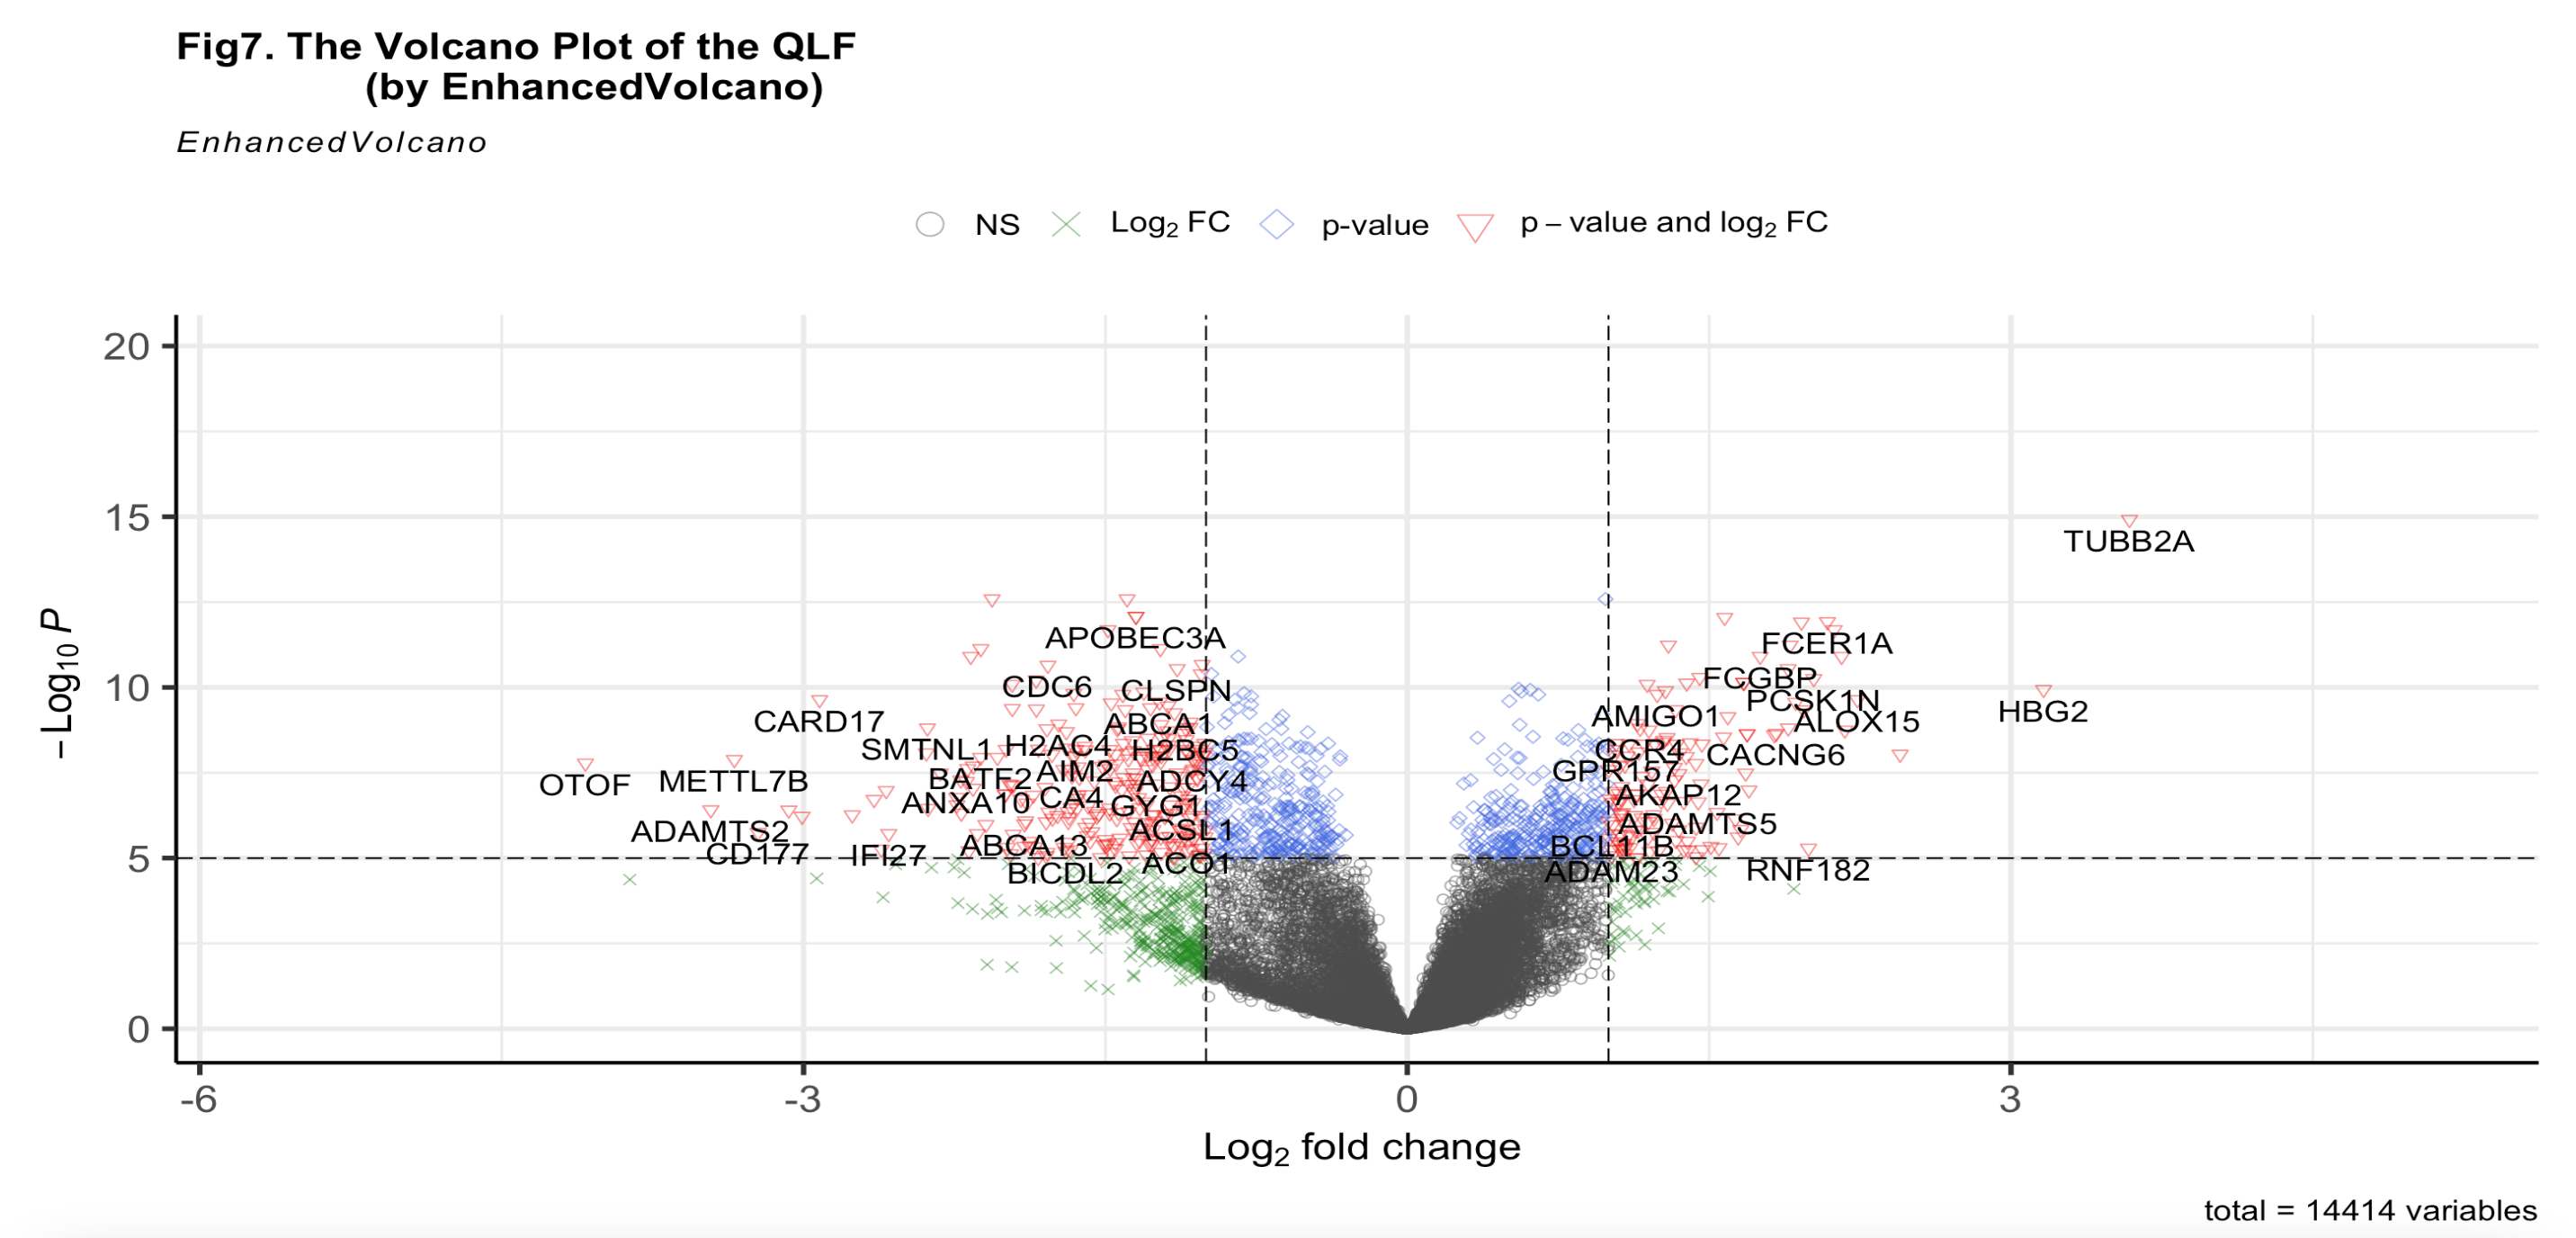 Fig7. The Volcano Plot of the QLF
(by EnhancedVolcano)
EnhancedVolcano
NS Log₂ FC p-value p – value and log₂ FC
20
15
10
5
0
–Log₁₀ P
TUBB2A
APOBEC3A
FCER1A
CDC6
CLSPN
FCGBP
PCSK1N
HBG2
CARD17
ABCA1
AMIGO1
ALOX15
SMTNL1
H2AC4
H2BC5
CCR4
CACNG6
OTOF
METTL7B
BATF2
AIM2
ADCY4
GPR157
ANXA10
CA4
GYG1
AKAP12
ADAMTS2
ACSL1
ADAMTS5
CD177
IFI27
ABCA13
BCL11B
BICDL2
ACO1
ADAM23
RNF182
-6
-3
0
3
Log₂ fold change
total = 14414 variables